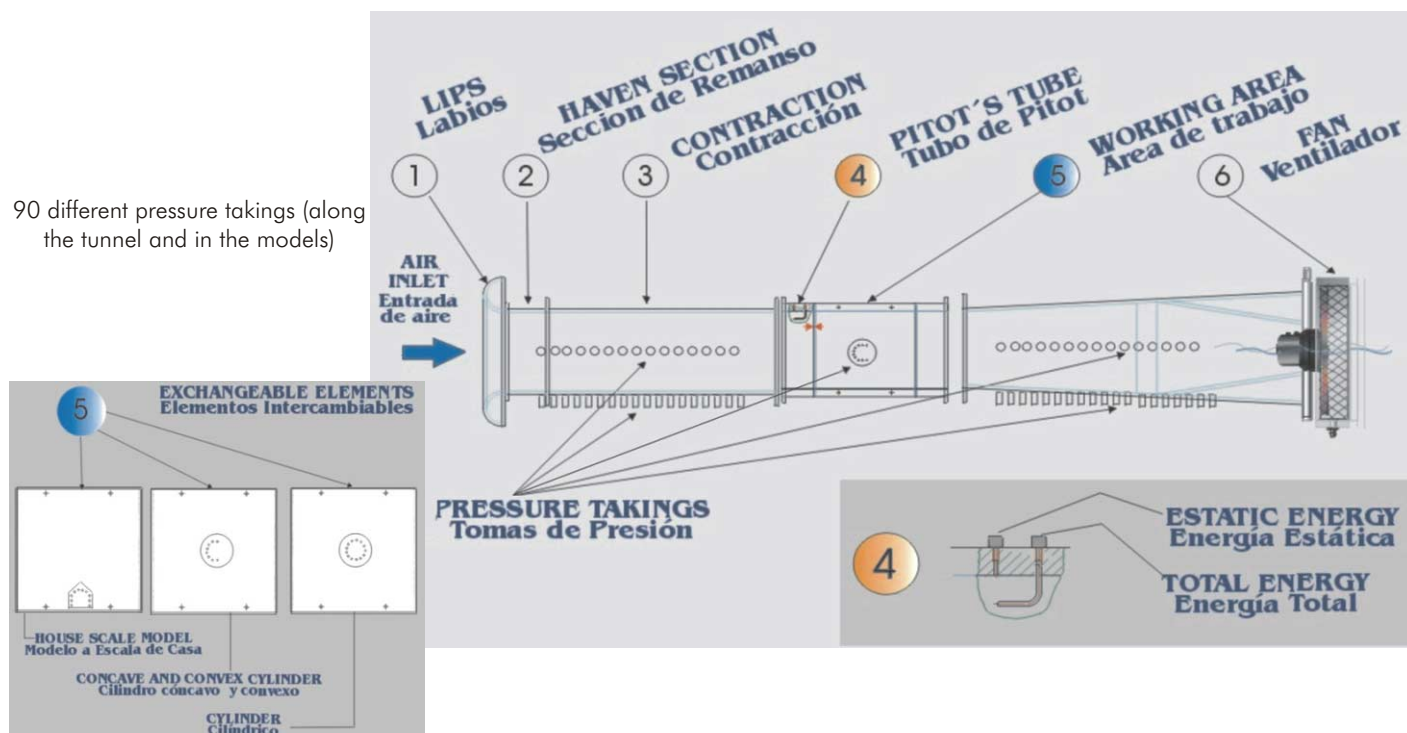 90 different pressure takings (along
the tunnel and in the models)
LIPS
Labios
HAVEN SECTION
Seccion de Remanso
CONTRACTION
Contracción
PITOT´S TUBE
Tubo de Pitot
WORKING AREA
Area de trabajo
FAN
Ventilador
1
2
3
4
5
6
AIR
INLET
Entrada
de aire
PRESSURE TAKINGS
Tomas de Presión
4
ESTATIC ENERGY
Energía Estática
TOTAL ENERGY
Energía Total
5
EXCHANGEABLE ELEMENTS
Elementos Intercambiables
HOUSE SCALE MODEL
Modelo a Escala de Casa
CONCAVE AND CONVEX CYLINDER
Cilindro cóncavo y convexo
CYLINDER
Cilíndrico